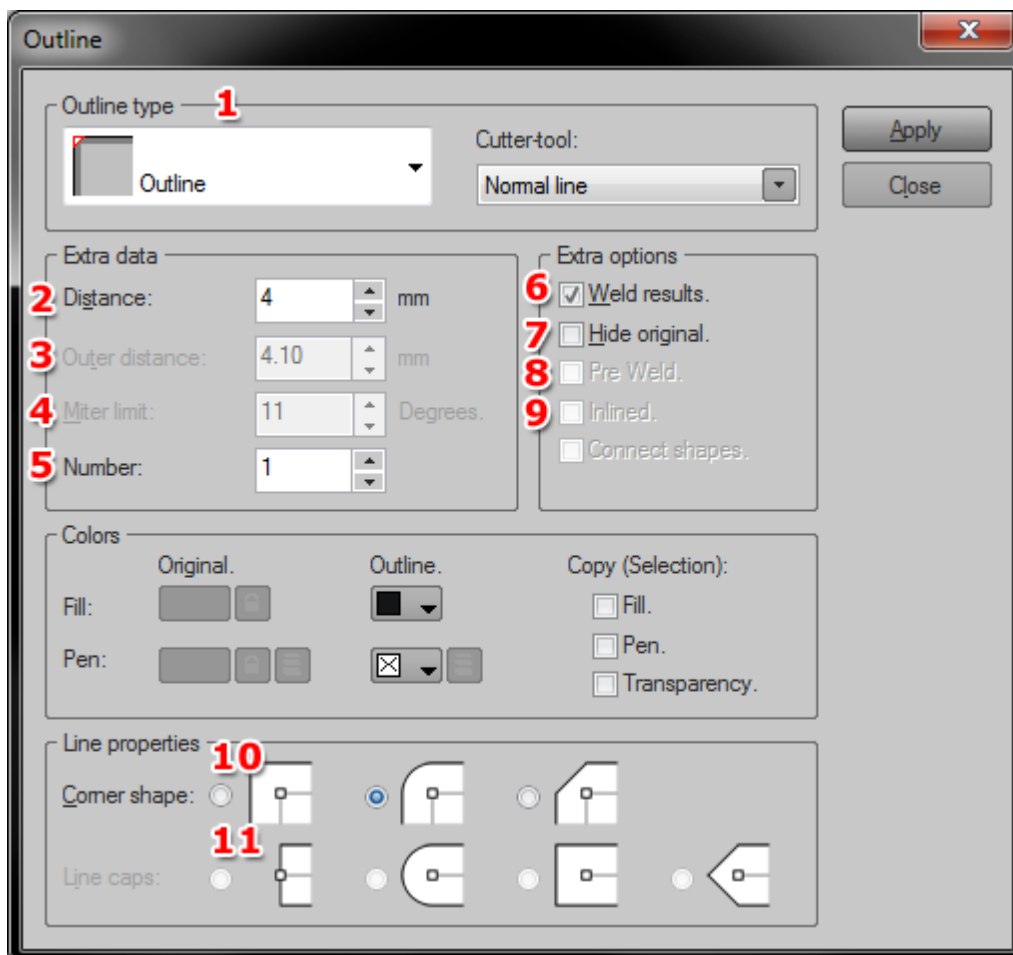 Outline
Outline type 1
Outline
Cutter-tool:
Normal line
Apply
Close
Extra data
2 Distance: 4 mm
3 Outer distance: 4.10 mm
4 Miter limit: 11 Degrees.
5 Number: 1
Extra options
6 Weld results.
7 Hide original.
8 Pre Weld.
9 Inlined.
Connect shapes.
Colors
Original. Outline. Copy (Selection):
Fill: Fill.
Pen: Pen.
Transparency.
Line properties
10
Corner shape:
11
Line caps: